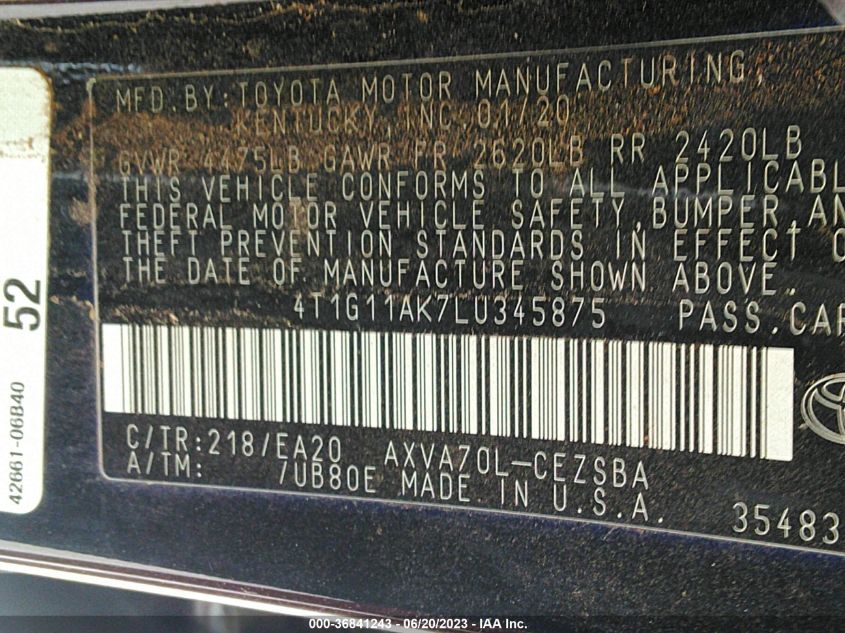 MFD.BY:TOYOTA MOTOR MANUFACTURING,
KENTUCKY,INC.01/20
GVWR 4475LB GAWR FR 2620LB RR 2420LB
THIS VEHICLE CONFORMS TO ALL APPLICABL
FEDERAL MOTOR VEHICLE SAFETY,BUMPER,AN
THEFT PREVENTION STANDARDS IN EFFECT O
THE DATE OF MANUFACTURE SHOWN ABOVE.
4T1G11AK7LU345875 PASS.CAR
C/TR:218/EA20 AXVA70L-CEZSBA
A/TM: 7UB80E MADE IN U.S.A.
35483
52
42661-06B40
000-36841243 - 06/20/2023 - IAA Inc.